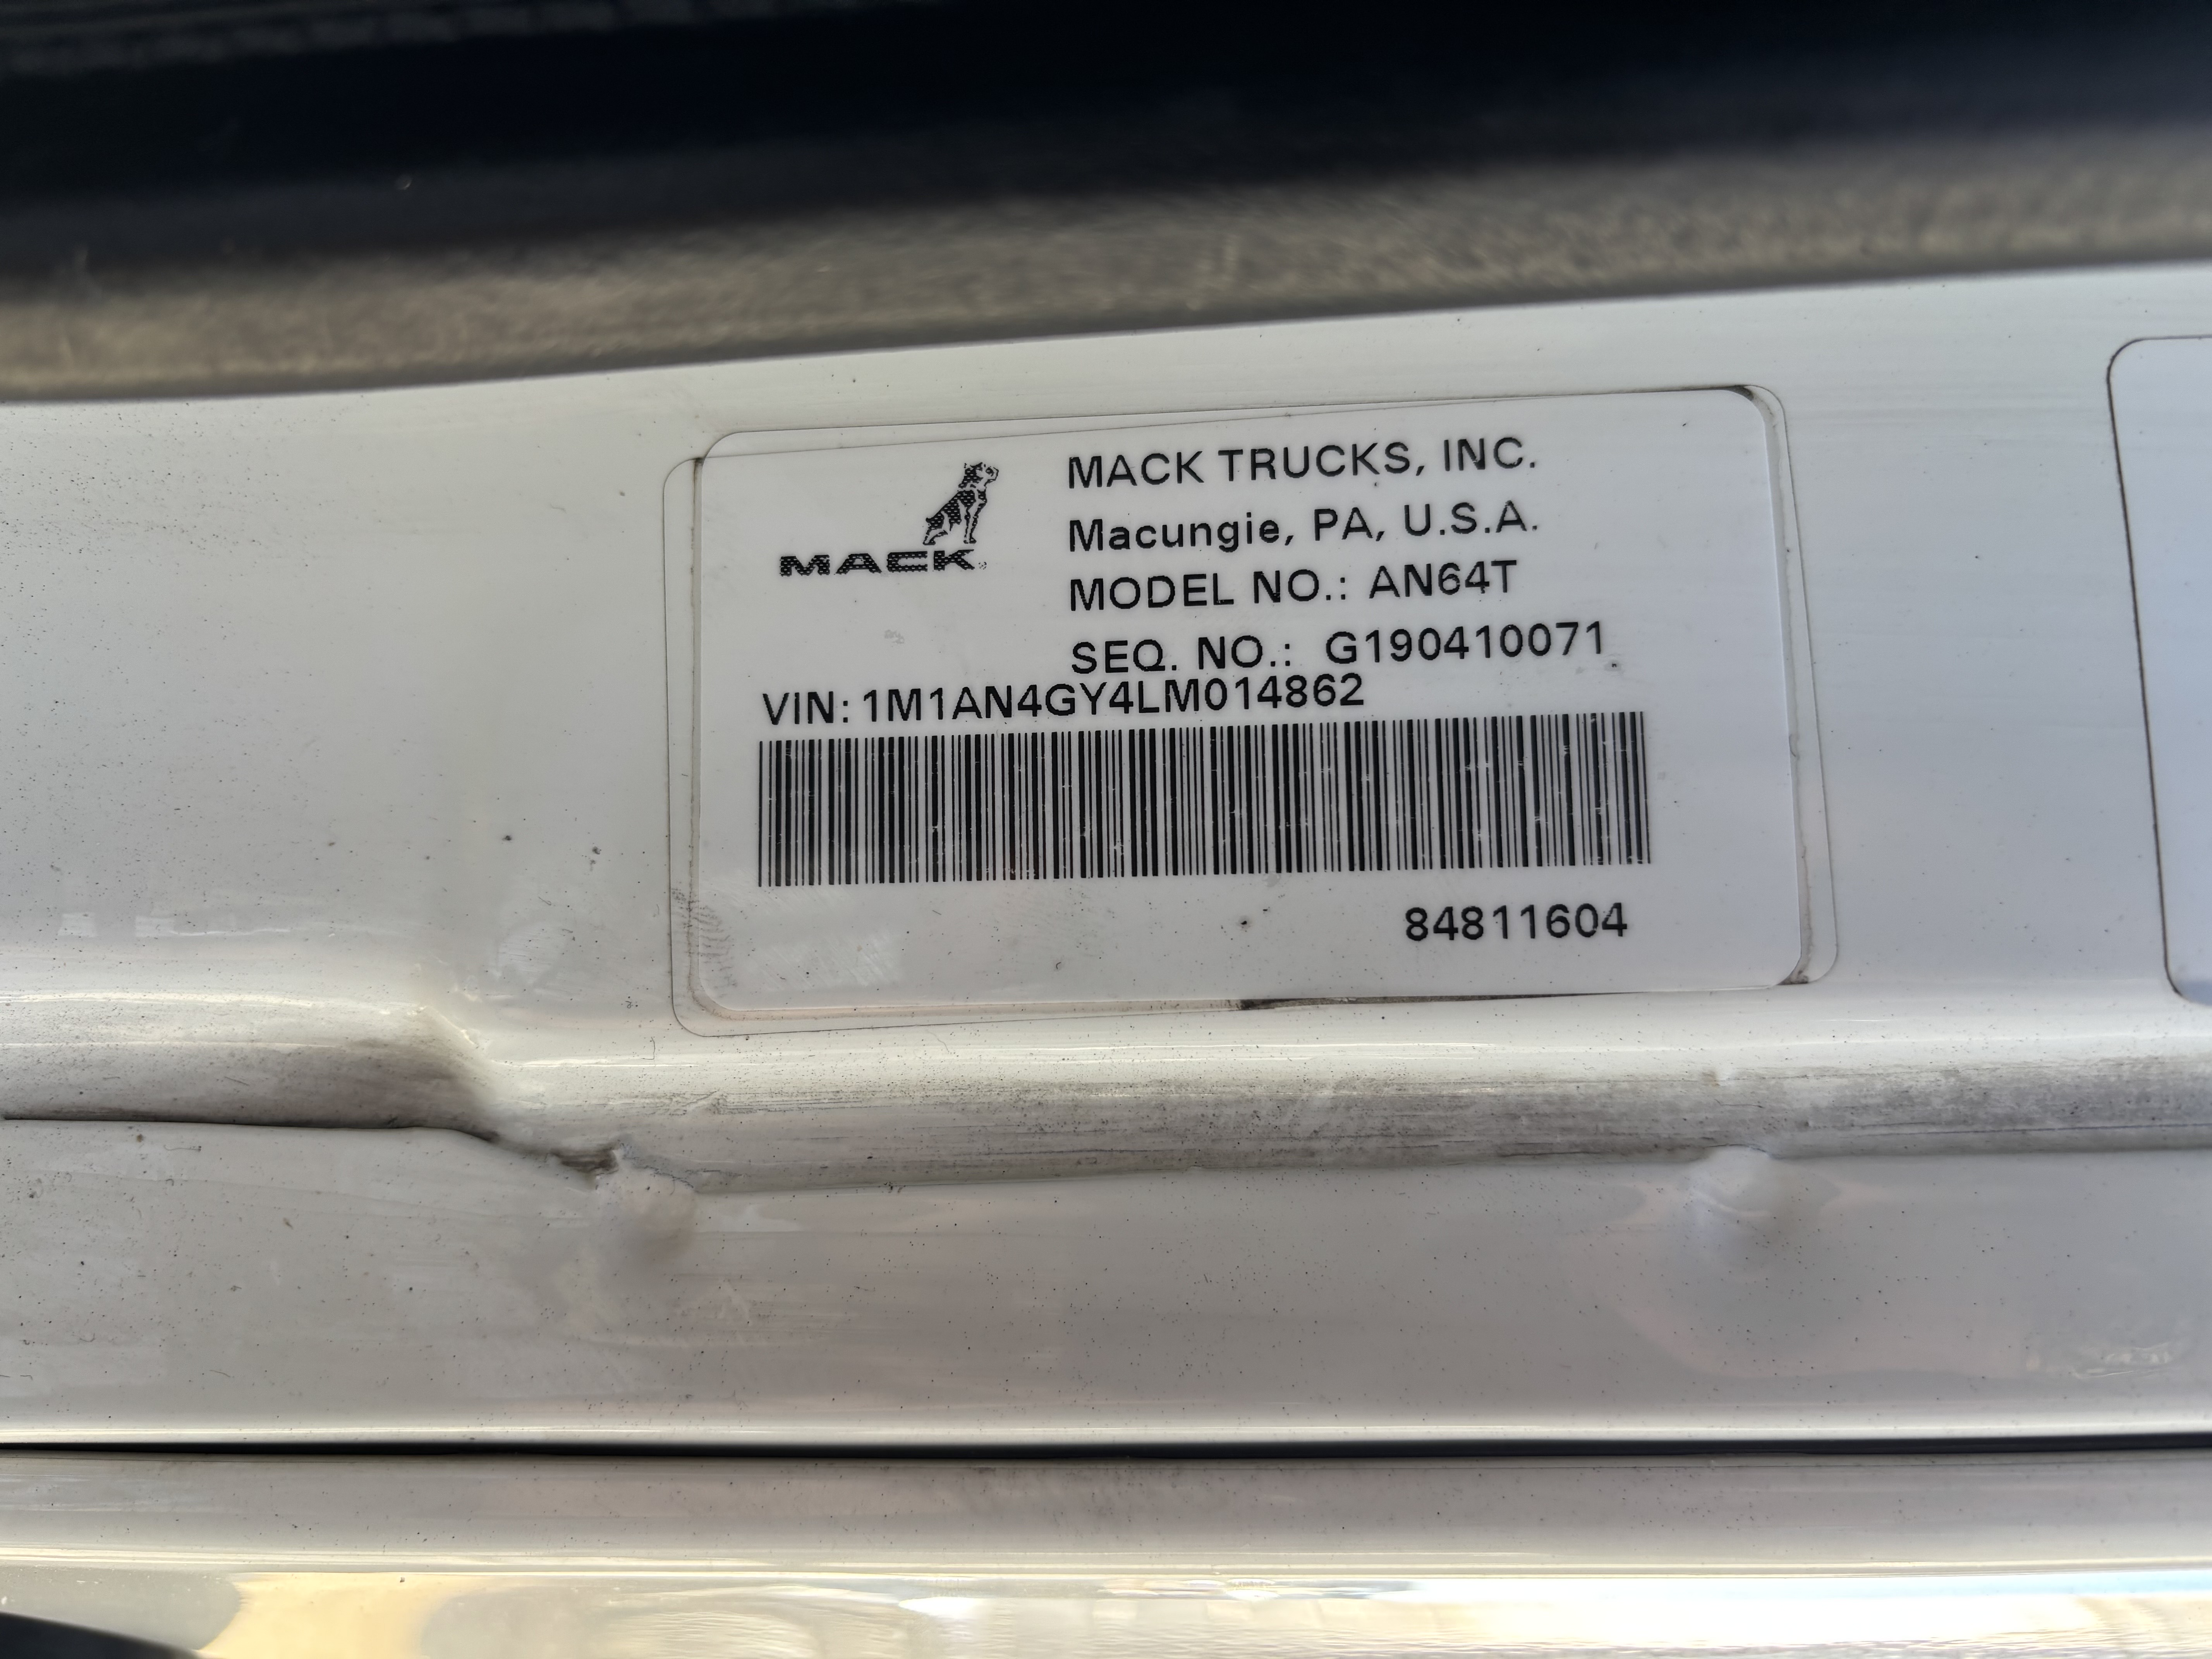 MACK
MACK TRUCKS, INC.
Macungie, PA, U.S.A.
MODEL NO.: AN64T
SEQ. NO.: G190410071
VIN: 1M1AN4GY4LM014862
84811604